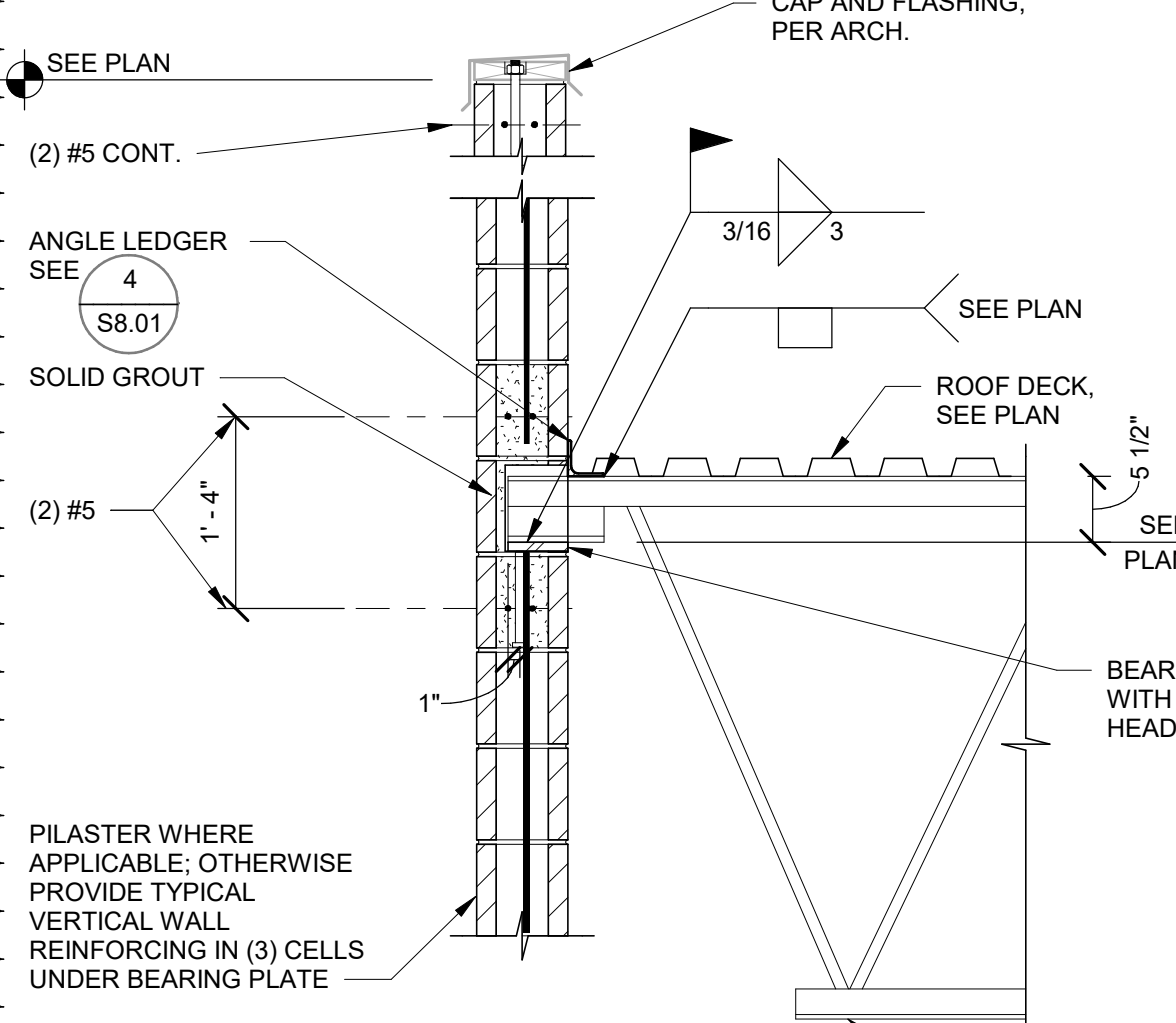 CAP AND FLASHING,
PER ARCH.
SEE PLAN
(2) #5 CONT.
3/16
3
ANGLE LEDGER
SEE
4
S8.01
SEE PLAN
SOLID GROUT
ROOF DECK,
SEE PLAN
5 1/2"
(2) #5
1' - 4"
1"
WITH
PILASTER WHERE
APPLICABLE; OTHERWISE
PROVIDE TYPICAL
VERTICAL WALL
REINFORCING IN (3) CELLS
UNDER BEARING PLATE